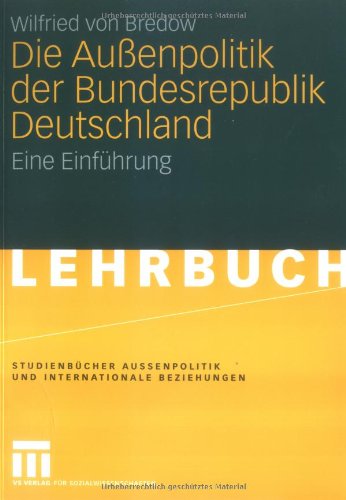 Urheberrechtlich geschütztes Material
Wilfried von Bredow
Die Außenpolitik
der Bundesrepublik
Deutschland
Eine Einführung
LEHRBUCH
STUDIENBÜCHER AUSSENPOLITIK
UND INTERNATIONALE BEZIEHUNGEN
VS VERLAG FÜR SOZIALWISSENSCHAFTEN
Urheberrechtlich geschütztes Material